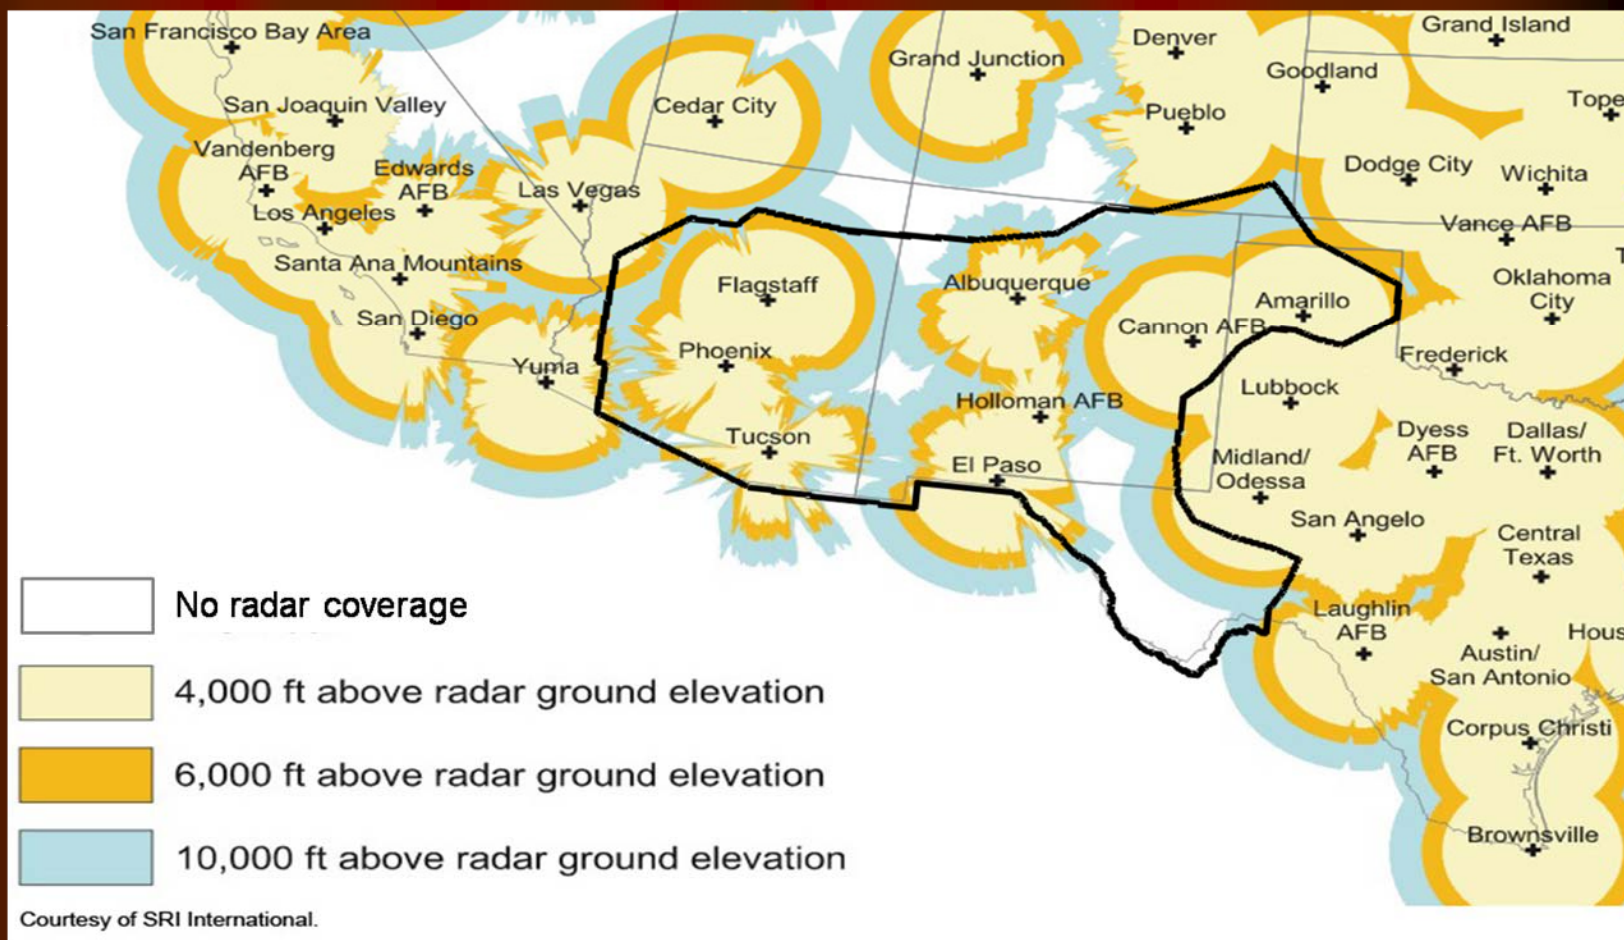 San Francisco Bay Area
Grand Junction
Denver
Grand Island
Goodland
San Joaquin Valley
Cedar City
Pueblo
Tope
Vandenberg
AFB
Edwards
AFB
Las Vegas
Dodge City
Wichita
Los Angeles
Vance AFB
Santa Ana Mountains
Flagstaff
Albuquerque
Amarillo
Oklahoma
City
San Diego
Cannon AFB
Yuma
Phoenix
Frederick
Holloman AFB
Lubbock
Tucson
El Paso
Midland/
Odessa
Dyess
AFB
Dallas/
Ft. Worth
San Angelo
Central
Texas
Laughlin
AFB
Hous
Austin/
San Antonio
Corpus Christi
Brownsville
No radar coverage
4,000 ft above radar ground elevation
6,000 ft above radar ground elevation
10,000 ft above radar ground elevation
Courtesy of SRI International.